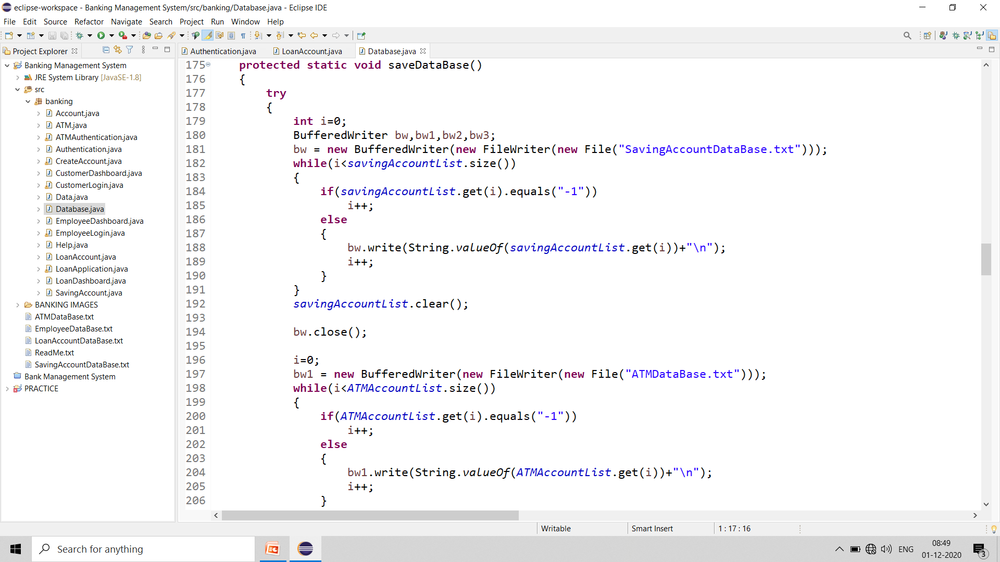 eclipse-workspace - Banking Management System/src/banking/Database.java - Eclipse IDE
File Edit Source Refactor Navigate Search Project Run Window Help
Project Explorer
Banking Management System
JRE System Library [JavaSE-1.8]
src
banking
Account.java
ATM.java
ATMAuthentication.java
Authentication.java
CreateAccount.java
CustomerDashboard.java
CustomerLogin.java
Data.java
Database.java
EmployeeDashboard.java
EmployeeLogin.java
Help.java
LoanAccount.java
LoanApplication.java
LoanDashboard.java
SavingAccount.java
BANKING IMAGES
ATMDataBase.txt
EmployeeDataBase.txt
LoanAccountDataBase.txt
ReadMe.txt
SavingAccountDataBase.txt
Bank Management System
PRACTICE
Authentication.java LoanAccount.java Database.java
175 protected static void saveDataBase()
176 {
177 try
178 {
179 int i=0;
180 BufferedWriter bw,bw1,bw2,bw3;
181 bw = new BufferedWriter(new FileWriter(new File("SavingAccountDataBase.txt")));
182 while(i<savingAccountList.size())
183 {
184 if(savingAccountList.get(i).equals("-1"))
185 i++;
186 else
187 {
188 bw.write(String.valueOf(savingAccountList.get(i))+"\n");
189 i++;
190 }
191 }
192 savingAccountList.clear();
193
194 bw.close();
195
196 i=0;
197 bw1 = new BufferedWriter(new FileWriter(new File("ATMDataBase.txt")));
198 while(i<ATMAccountList.size())
199 {
200 if(ATMAccountList.get(i).equals("-1"))
201 i++;
202 else
203 {
204 bw1.write(String.valueOf(ATMAccountList.get(i))+"\n");
205 i++;
206 }
Writable Smart Insert 1 : 17 : 16
Search for anything
ENG
08:49
01-12-2020
3